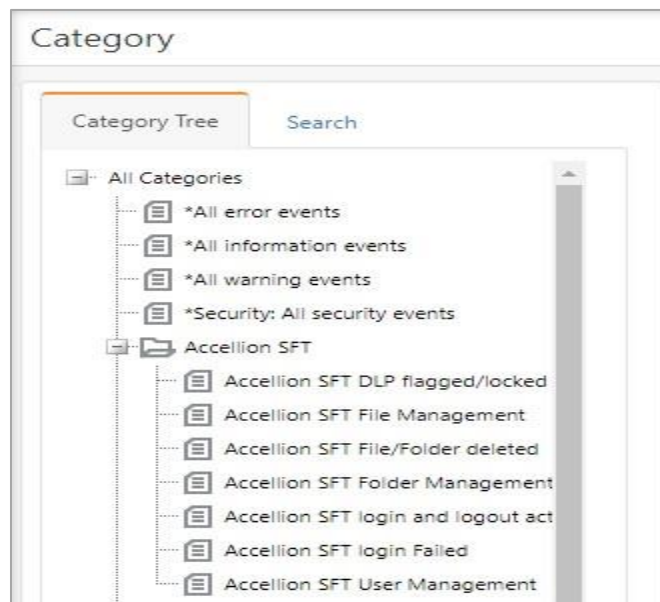 Category
Category Tree
Search
All Categories
*All error events
*All information events
*All warning events
*Security: All security events
Accellion SFT
Accellion SFT DLP flagged/locked
Accellion SFT File Management
Accellion SFT File/Folder deleted
Accellion SFT Folder Management
Accellion SFT login and logout act
Accellion SFT login Failed
Accellion SFT User Management